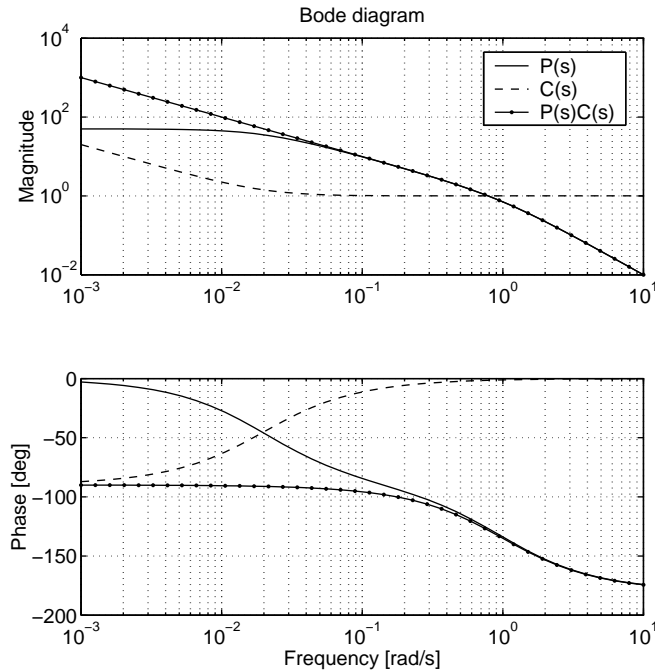 Bode diagram
10^4
10^2
10^0
10^-2
Magnitude
P(s)
C(s)
P(s)C(s)
10^-3
10^-2
10^-1
10^0
10^1
0
-50
-100
-150
-200
Phase [deg]
10^-3
10^-2
10^-1
10^0
10^1
Frequency [rad/s]